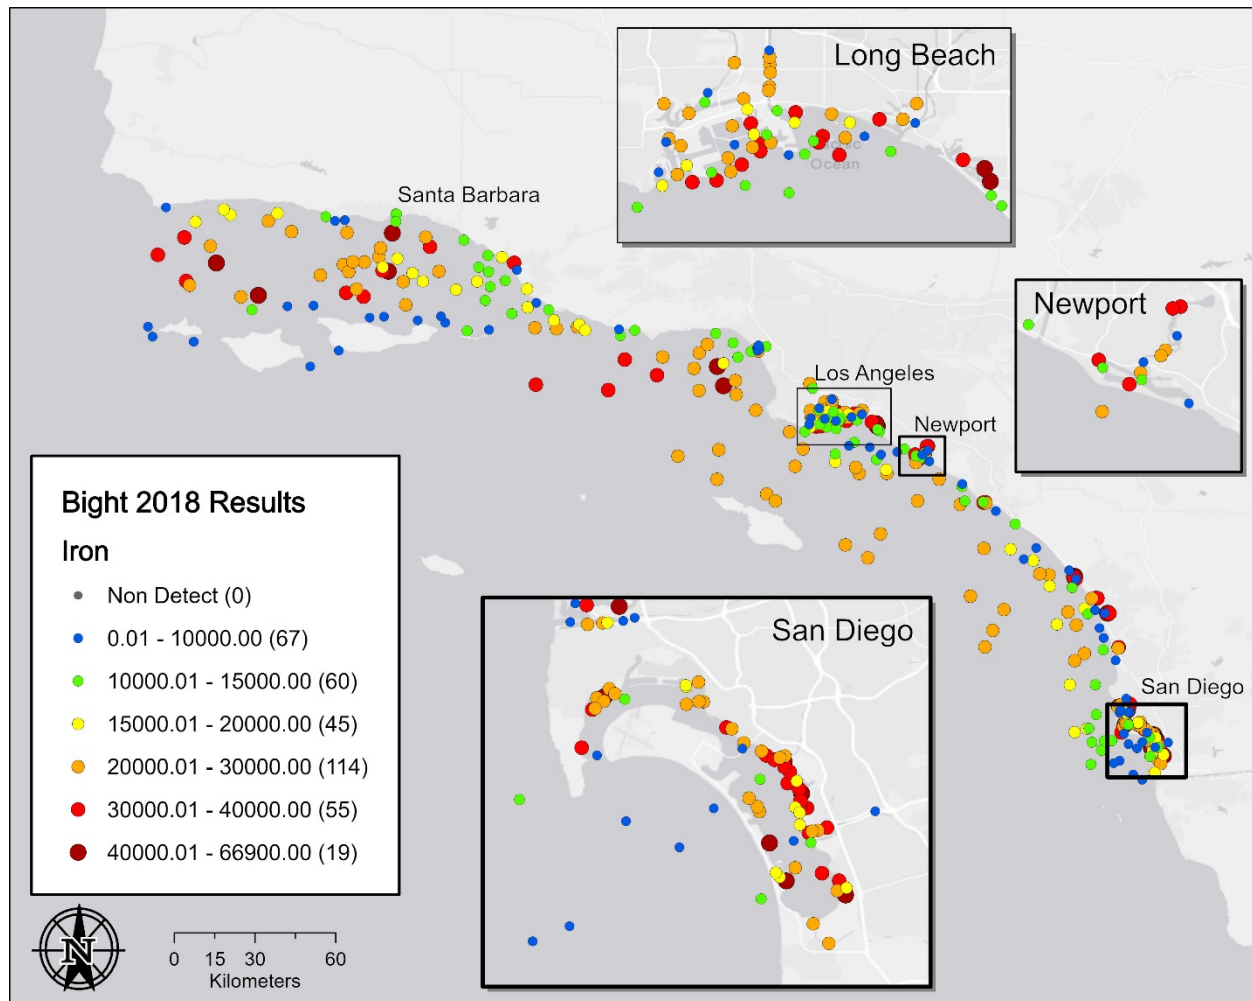 Long Beach
Pacific
Ocean
Santa Barbara
Newport
Los Angeles
Newport
Bight 2018 Results
Iron
Non Detect (0)
0.01 - 10000.00 (67)
10000.01 - 15000.00 (60)
15000.01 - 20000.00 (45)
20000.01 - 30000.00 (114)
30000.01 - 40000.00 (55)
40000.01 - 66900.00 (19)
San Diego
San Diego
N
0 15 30 60
Kilometers